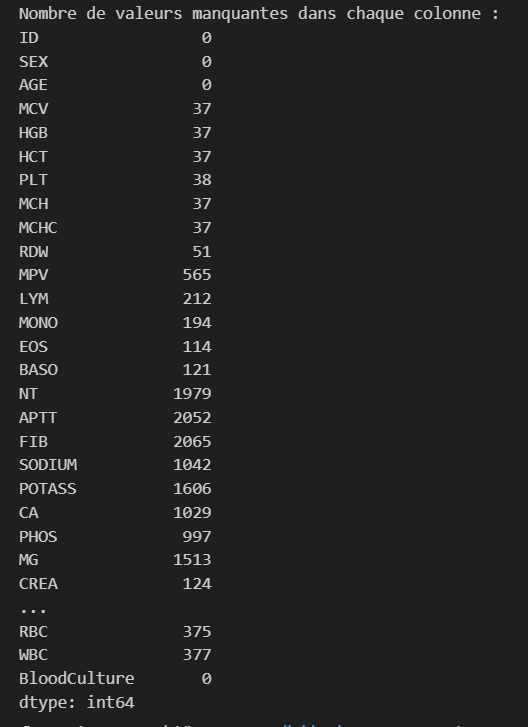 Nombre de valeurs manquantes dans chaque colonne :
ID 0
SEX 0
AGE 0
MCV 37
HGB 37
HCT 37
PLT 38
MCH 37
MCHC 37
RDW 51
MPV 565
LYM 212
MONO 194
EOS 114
BASO 121
NT 1979
APTT 2052
FIB 2065
SODIUM 1042
POTASS 1606
CA 1029
PHOS 997
MG 1513
CREA 124
...
RBC 375
WBC 377
BloodCulture 0
dtype: int64